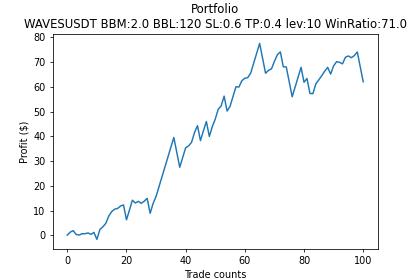 Portfolio
WAVESUSDT BBM:2.0 BBL:120 SL:0.6 TP:0.4 lev:10 WinRatio:71.0
80
70
60
50
40
30
20
10
0
Profit ($)
0 20 40 60 80 100
Trade counts